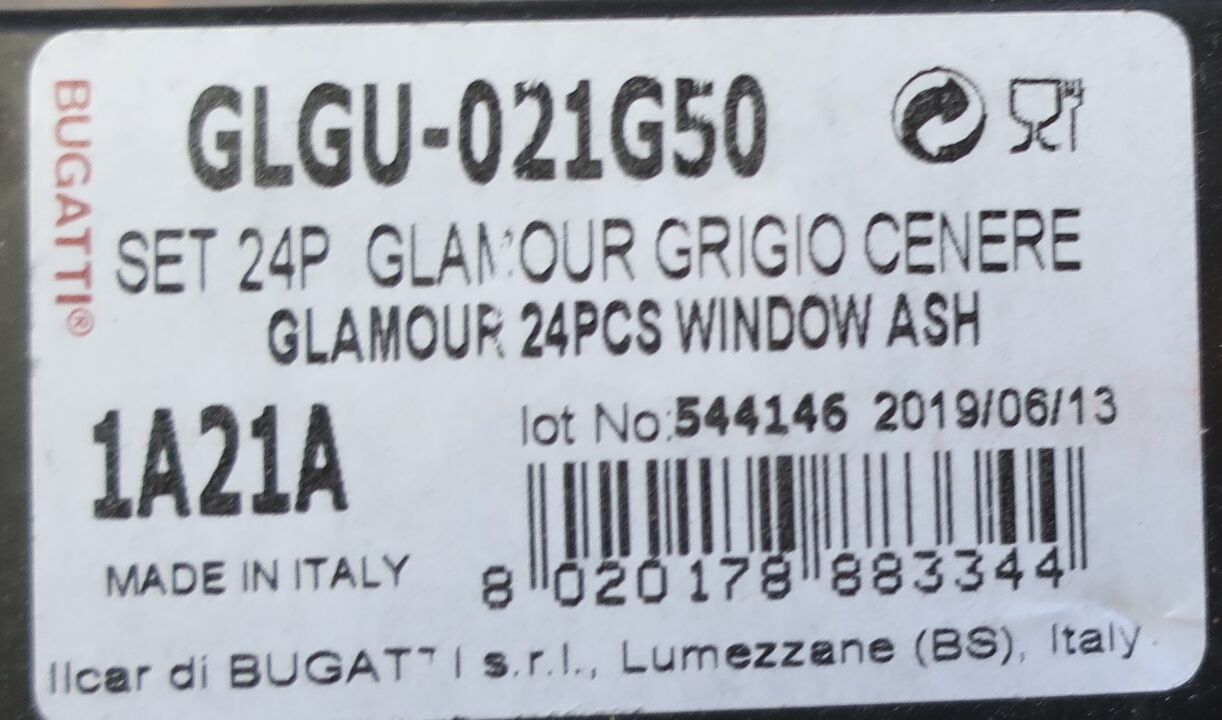 BUGATTI®
GLGU-021G50
SET 24P GLAMOUR GRIGIO CENERE
GLAMOUR 24PCS WINDOW ASH
1A21A
lot No:544146 2019/06/13
MADE IN ITALY
8 020178 883344
Ilcar di BUGATTI s.r.l., Lumezzane (BS), Italy